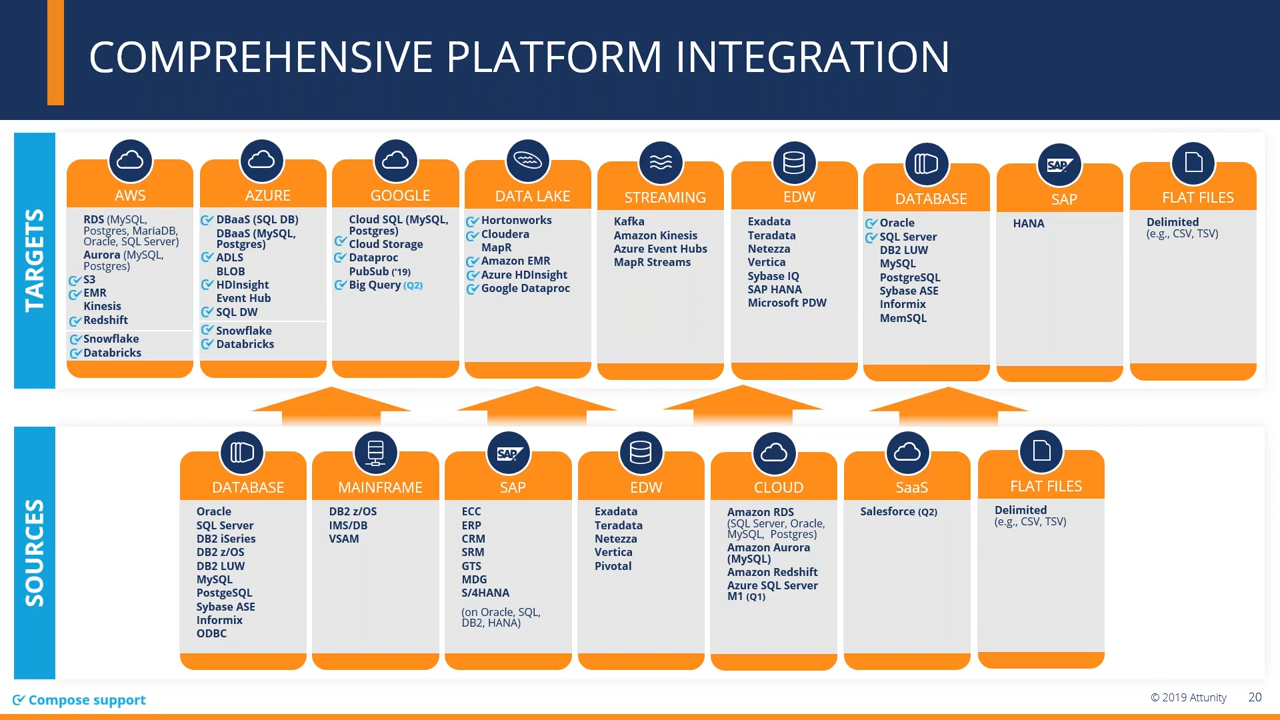 COMPREHENSIVE PLATFORM INTEGRATION
TARGETS
AWS
RDS (MySQL,
Postgres, MariaDB,
Oracle, SQL Server)
Aurora (MySQL,
Postgres)
S3
EMR
Kinesis
Redshift
Snowflake
Databricks
AZURE
DBaaS (SQL DB)
DBaaS (MySQL,
Postgres)
ADLS
BLOB
HDInsight
Event Hub
SQL DW
Snowflake
Databricks
GOOGLE
Cloud SQL (MySQL,
Postgres)
Cloud Storage
Dataproc
PubSub ('19)
Big Query (Q2)
DATA LAKE
Hortonworks
Cloudera
MapR
Amazon EMR
Azure HDInsight
Google Dataproc
STREAMING
Kafka
Amazon Kinesis
Azure Event Hubs
MapR Streams
EDW
Exadata
Teradata
Netezza
Vertica
Sybase IQ
SAP HANA
Microsoft PDW
DATABASE
Oracle
SQL Server
DB2 LUW
MySQL
PostgreSQL
Sybase ASE
Informix
MemSQL
SAP
SAP
HANA
FLAT FILES
Delimited
(e.g., CSV, TSV)
SOURCES
DATABASE
Oracle
SQL Server
DB2 iSeries
DB2 z/OS
DB2 LUW
MySQL
PostgeSQL
Sybase ASE
Informix
ODBC
MAINFRAME
DB2 z/OS
IMS/DB
VSAM
SAP
SAP
ECC
ERP
CRM
SRM
GTS
MDG
S/4HANA
(on Oracle, SQL,
DB2, HANA)
EDW
Exadata
Teradata
Netezza
Vertica
Pivotal
CLOUD
Amazon RDS
(SQL Server, Oracle,
MySQL, Postgres)
Amazon Aurora
(MySQL)
Amazon Redshift
Azure SQL Server
M1 (Q1)
SaaS
Salesforce (Q2)
FLAT FILES
Delimited
(e.g., CSV, TSV)
Compose support
© 2019 Attunity 20